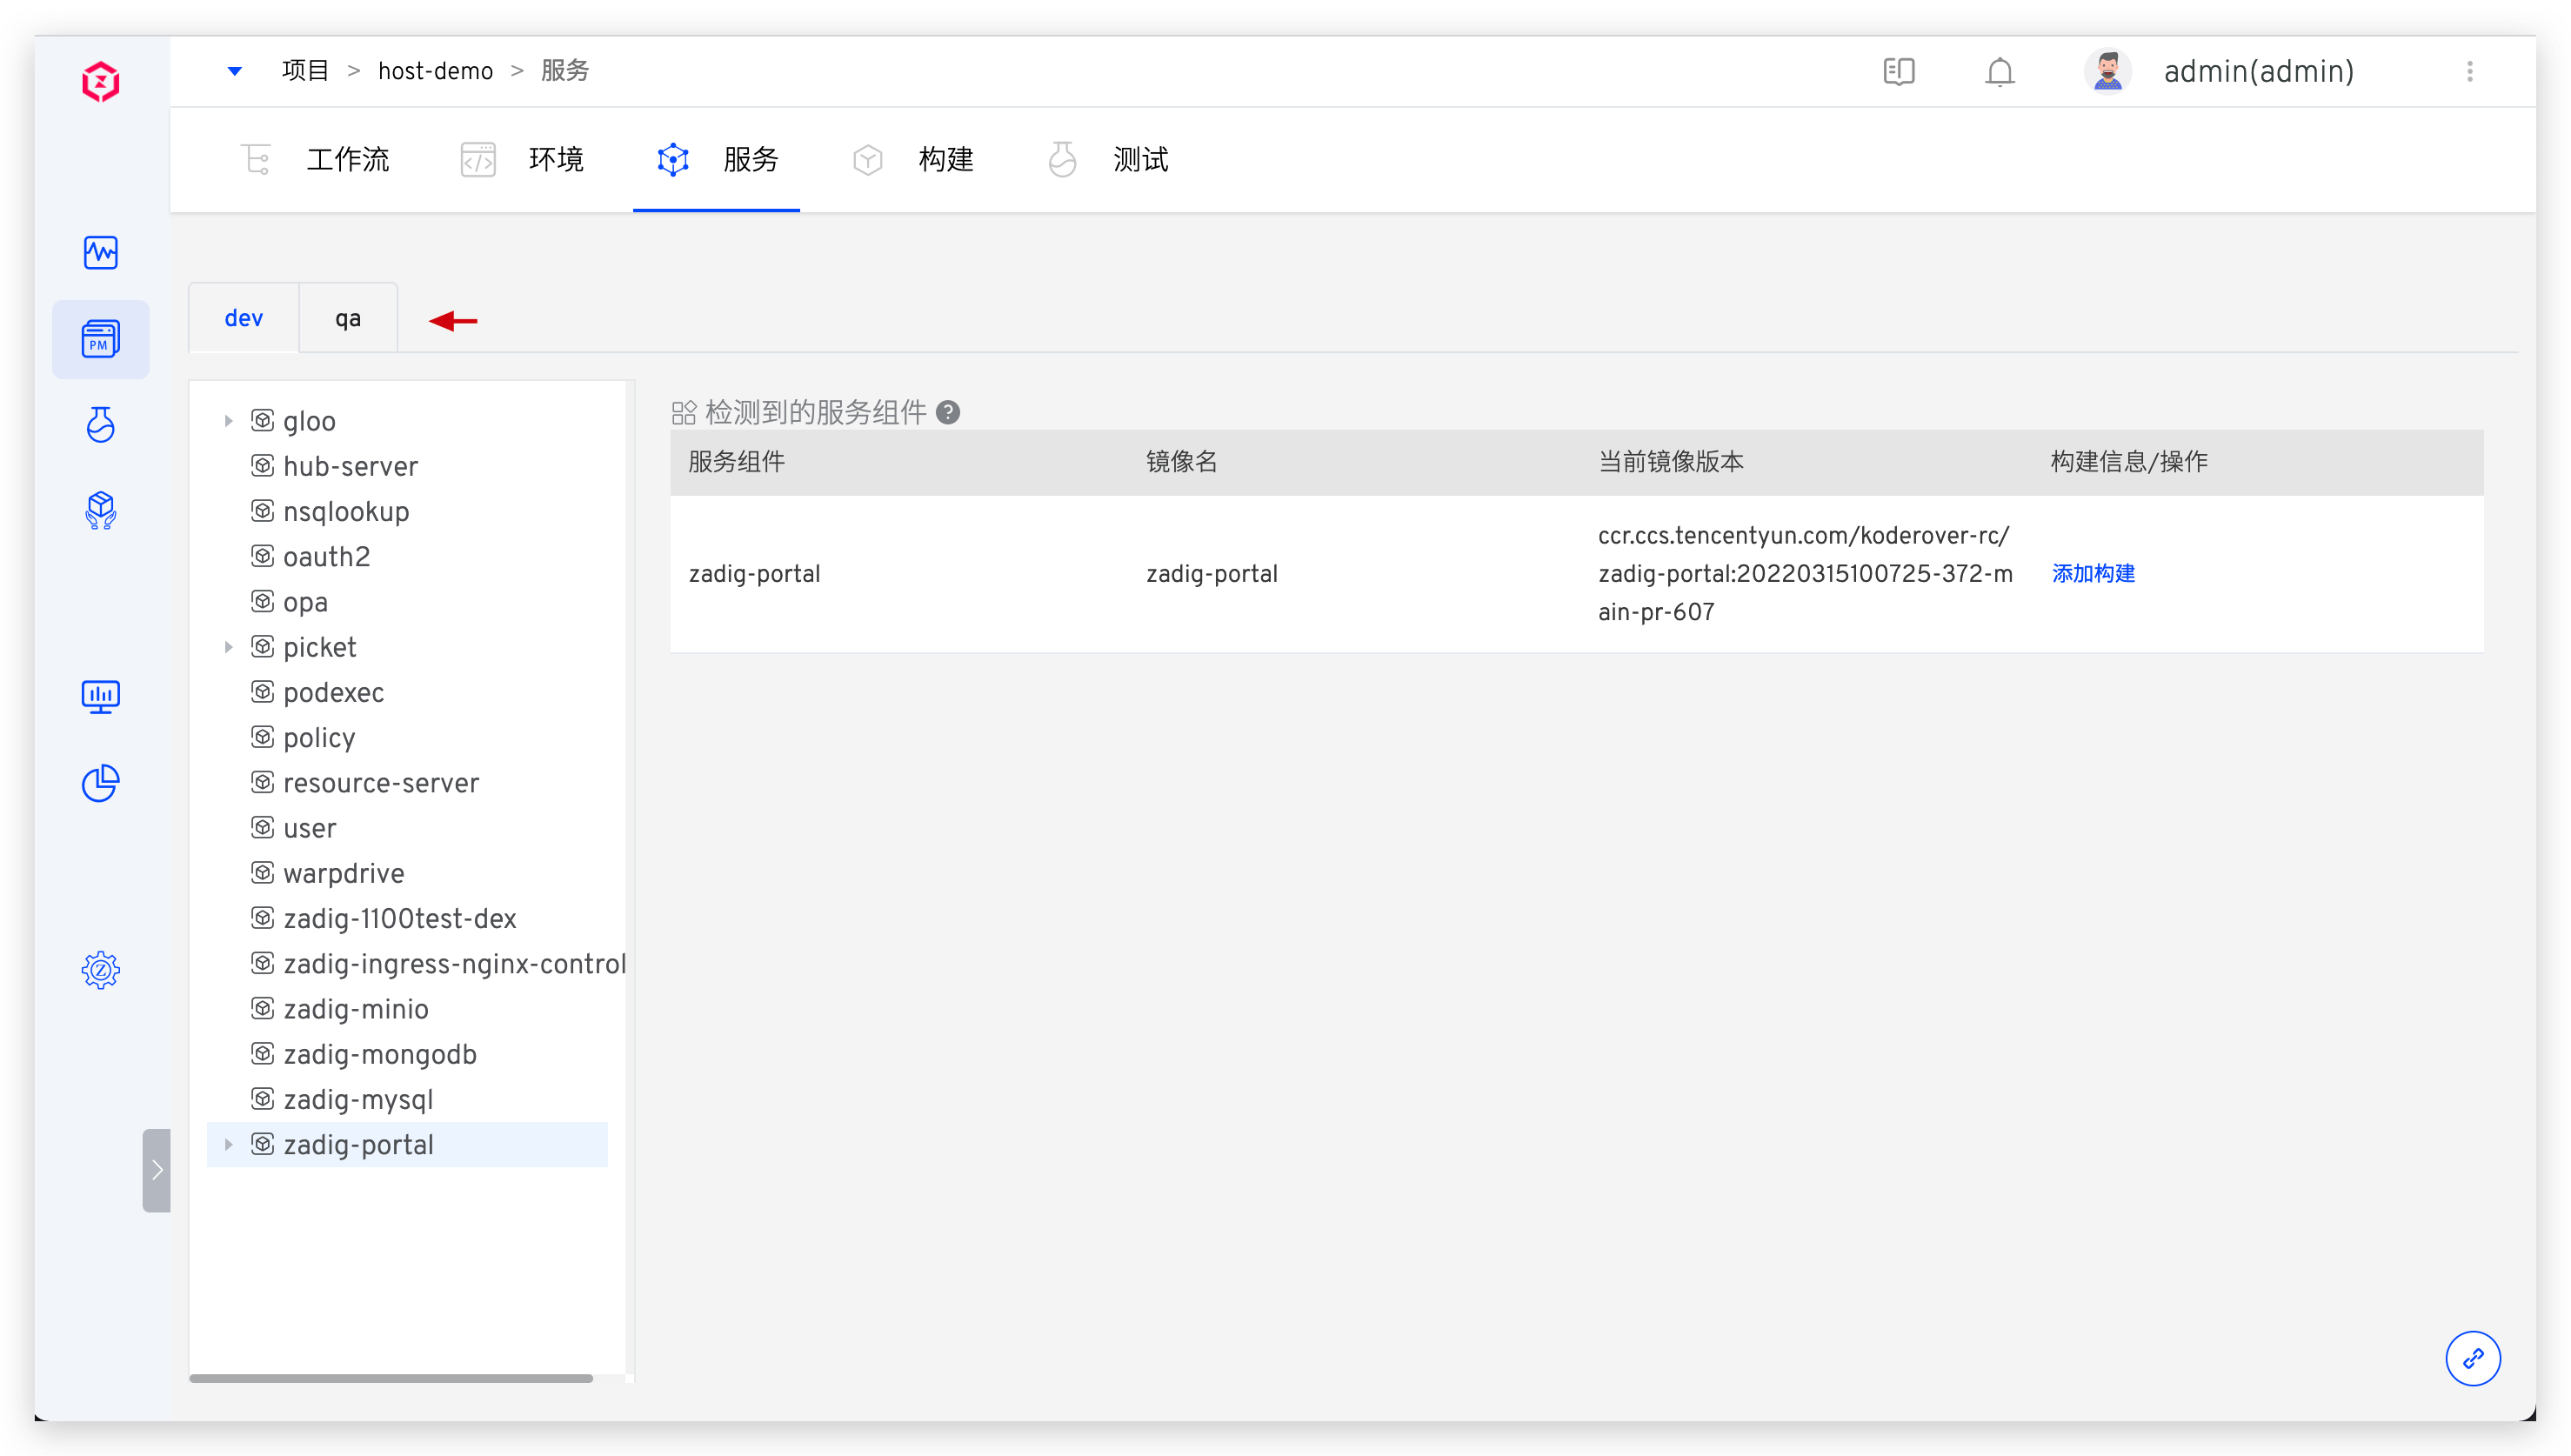 项目 > host-demo > 服务
admin(admin)
工作流 环境 服务 构建 测试
PM
dev qa
gloo
hub-server
nsqlookup
oauth2
opa
picket
podexec
policy
resource-server
user
warpdrive
zadig-1100test-dex
zadig-ingress-nginx-control
zadig-minio
zadig-mongodb
zadig-mysql
zadig-portal
检测到的服务组件 ?
服务组件 镜像名 当前镜像版本 构建信息/操作
zadig-portal zadig-portal ccr.ccs.tencentyun.com/koderover-rc/
zadig-portal:20220315100725-372-m
ain-pr-607
添加构建